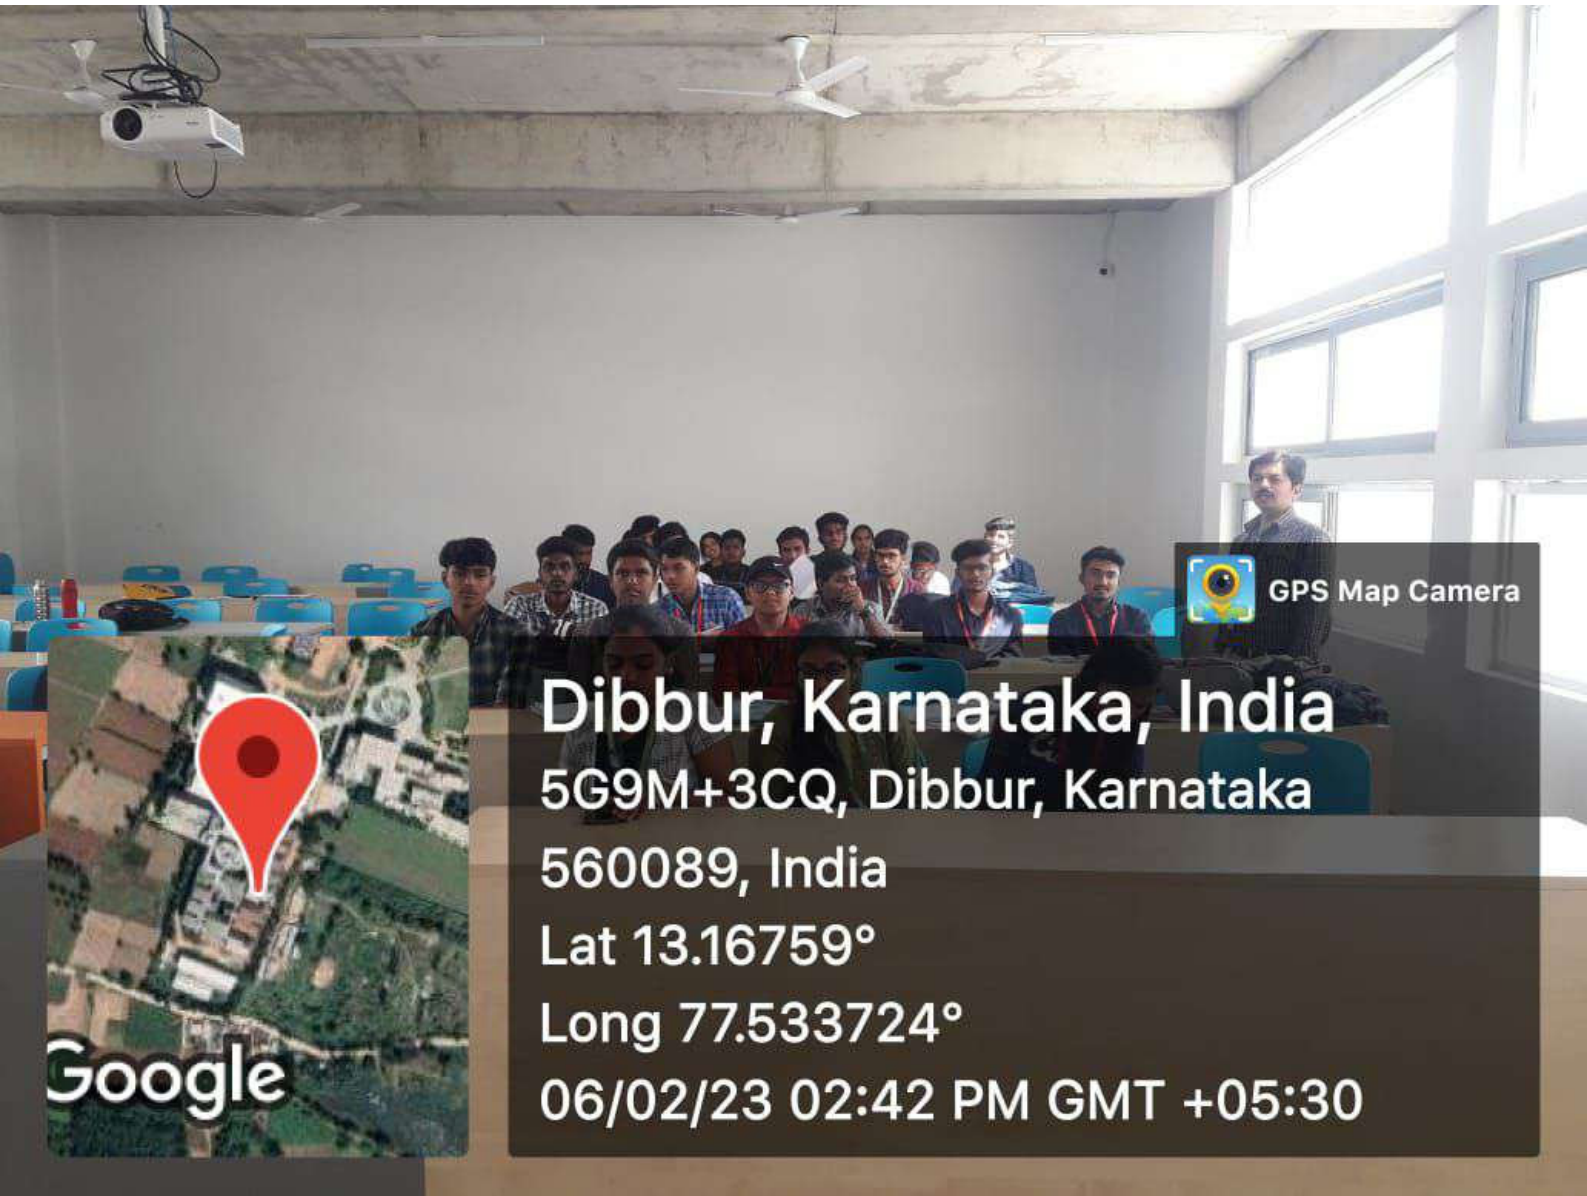 GPS Map Camera
Dibbur, Karnataka, India
5G9M+3CQ, Dibbur, Karnataka
560089, India
Lat 13.16759°
Long 77.533724°
06/02/23 02:42 PM GMT +05:30
Google